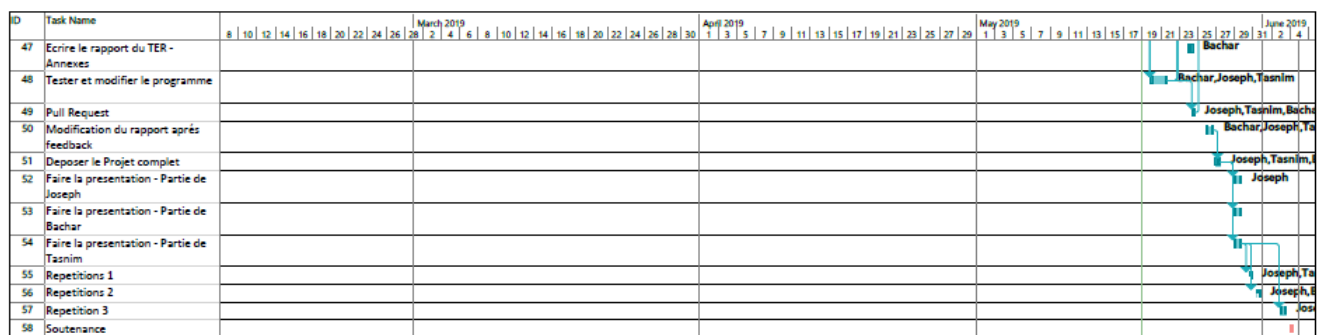 ID Task Name March 2019 April 2019 May 2019 June 2019
8 10 12 14 16 18 20 22 24 26 28 2 4 6 8 10 12 14 16 18 20 22 24 26 28 30 1 3 5 7 9 11 13 15 17 19 21 23 25 27 29 1 3 5 7 9 11 13 15 17 19 21 23 25 27 29 31 2 4
47 Ecrire le rapport du TER - Bachar
Annexes
48 Tester et modifier le programme Bachar,Joseph,Tasnim
49 Pull Request Joseph,Tasnim,Bacha
50 Modification du rapport aprés Bachar,Joseph,Ta
feedback
51 Deposer le Projet complet Joseph,Tasnim,
52 Faire la presentation - Partie de Joseph
Joseph
53 Faire la presentation - Partie de
Bachar
54 Faire la presentation - Partie de
Tasnim
55 Repetitions 1 Joseph,Ta
56 Repetitions 2 Joseph,
57 Repetition 3 Jos
58 Soutenance